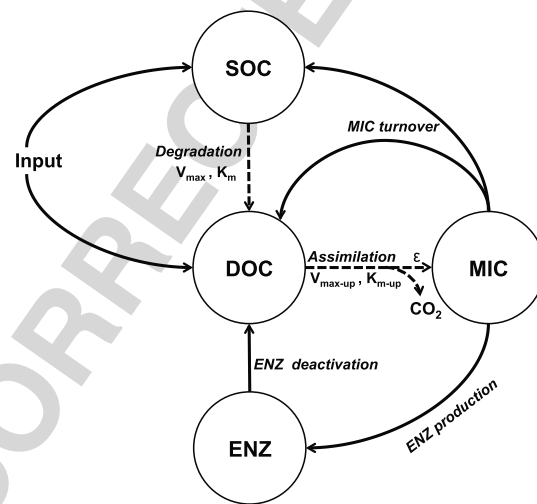 SOC
MIC turnover
Degradation
Vmax , Km
Input
DOC
Assimilation ε
Vmax-up , Km-up
MIC
CO2
ENZ deactivation
ENZ production
ENZ
ORREC